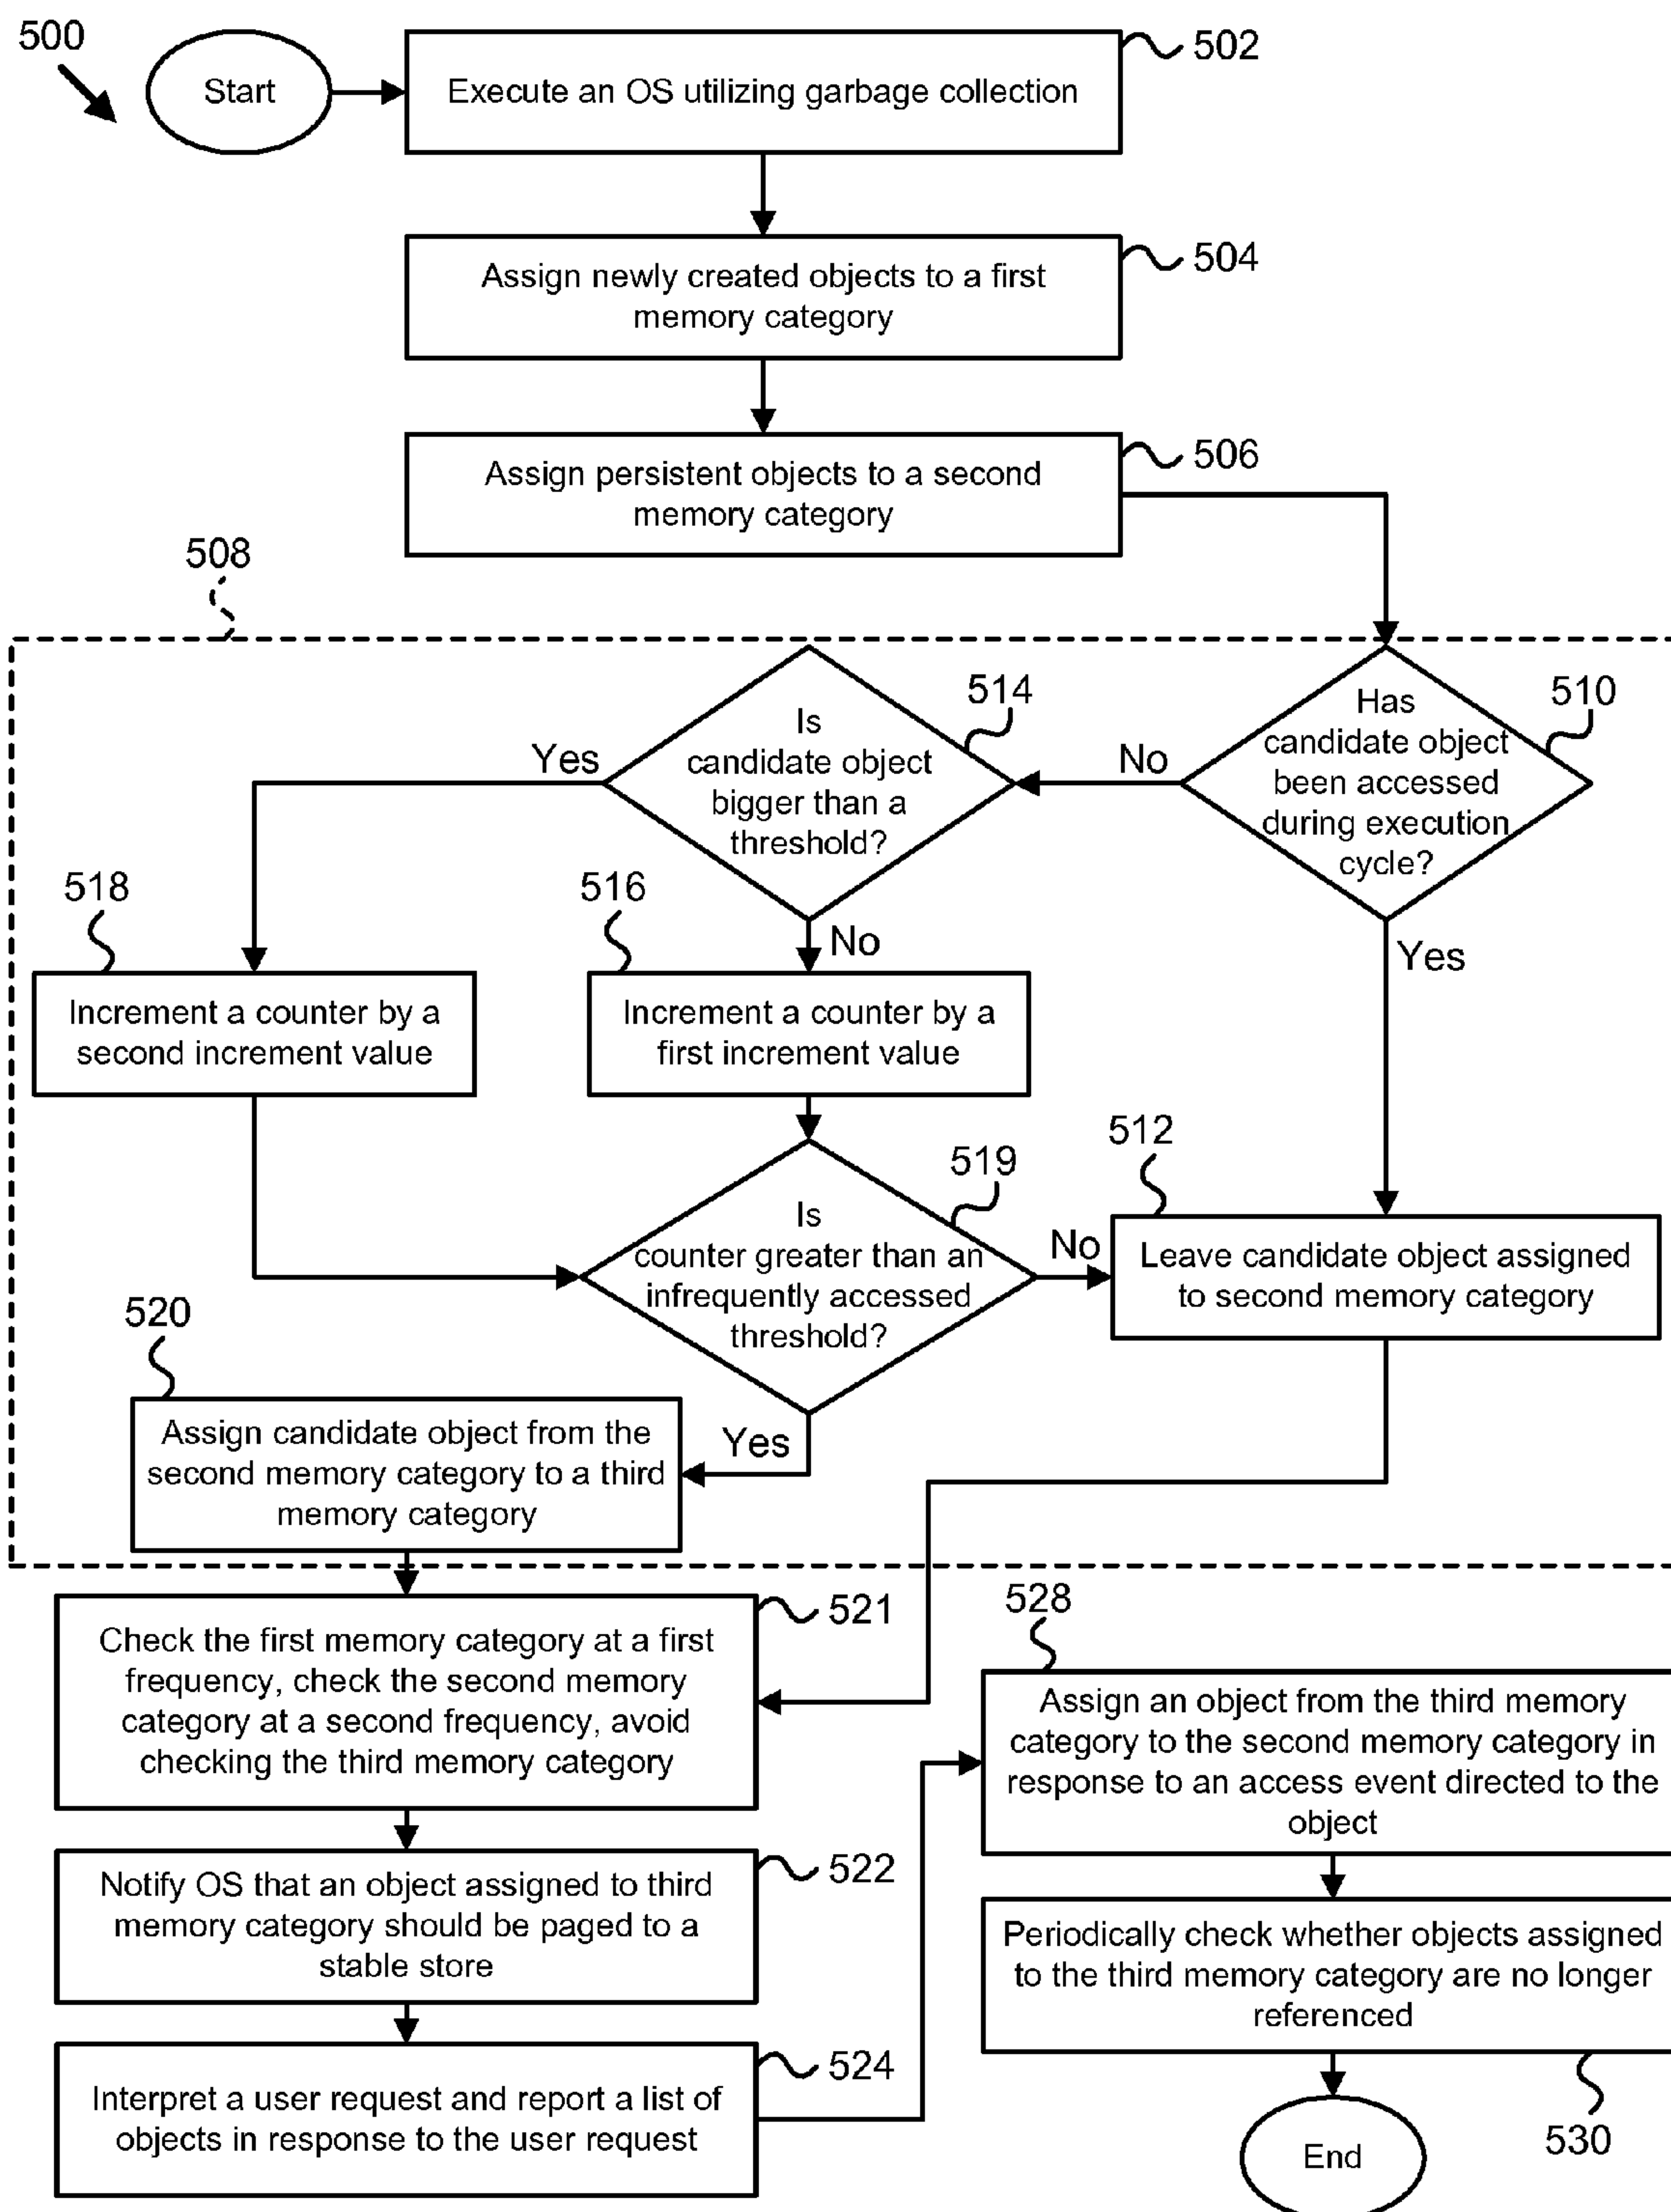 500
Start
Execute an OS utilizing garbage collection
502
Assign newly created objects to a first
memory category
504
Assign persistent objects to a second
memory category
506
508
Has
candidate object
been accessed
during execution
cycle?
510
No
Yes
Is
candidate object
bigger than a
threshold?
514
Yes
No
518
Increment a counter by a
second increment value
516
Increment a counter by a
first increment value
Is
counter greater than an
infrequently accessed
threshold?
519
No
Yes
512
Leave candidate object assigned
to second memory category
520
Assign candidate object from the
second memory category to a third
memory category
Check the first memory category at a first
frequency, check the second memory
category at a second frequency, avoid
checking the third memory category
521
Notify OS that an object assigned to third
memory category should be paged to a
stable store
522
Interpret a user request and report a list of
objects in response to the user request
524
528
Assign an object from the third memory
category to the second memory category in
response to an access event directed to the
object
Periodically check whether objects assigned
to the third memory category are no longer
referenced
530
End